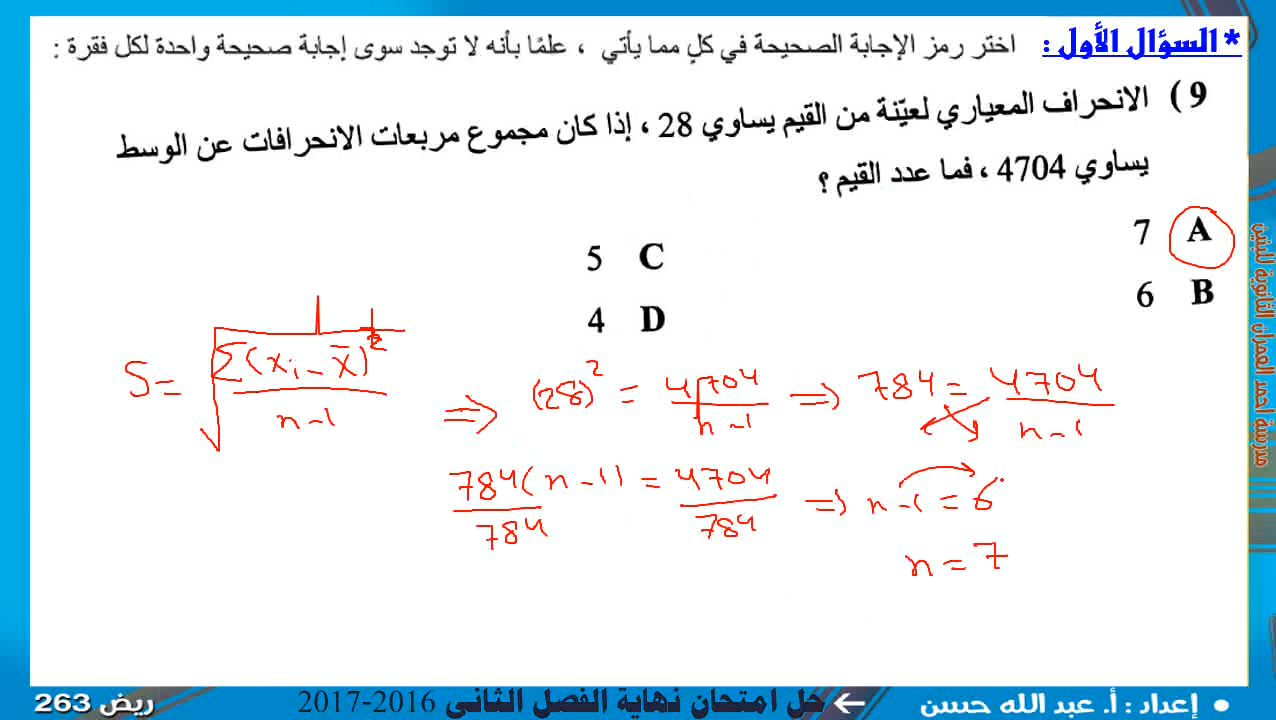 * السؤال الأول : اختر رمز الإجابة الصحيحة في كلٍ مما يأتي ، علمًا بأنه لا توجد سوى إجابة صحيحة واحدة لكل فقرة :
9) الانحراف المعياري لعيّنة من القيم يساوي 28 ، إذا كان مجموع مربعات الانحرافات عن الوسط
يساوي 4704 ، فما عدد القيم ؟
A 7
C 5
B 6
D 4
S = √(Σ(xi − x̄)² / (n−1)) ⇒ (28)² = 4704 / (n−1) ⇒ 784 = 4704 / (n−1)
784(n−1) / 784 = 4704 / 784 ⇒ n−1 = 6
n = 7
مدرسة احمد العمران الثانوية للبنين
• إعداد : أ. عبد الله حسن ← حل امتحان نهاية الفصل الثاني 2016-2017 ريض 263